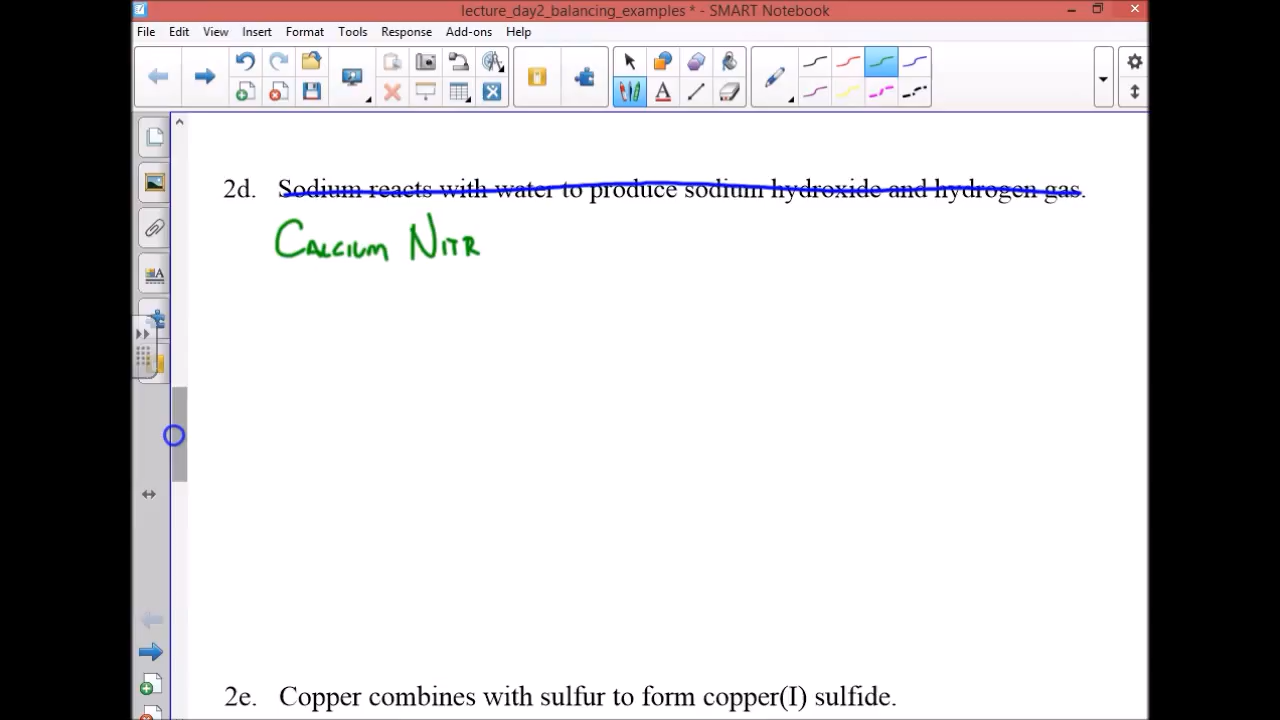 lecture_day2_balancing_examples * - SMART Notebook
File Edit View Insert Format Tools Response Add-ons Help
2d. Sodium reacts with water to produce sodium hydroxide and hydrogen gas.
CALCIUM NITR
2e. Copper combines with sulfur to form copper(I) sulfide.